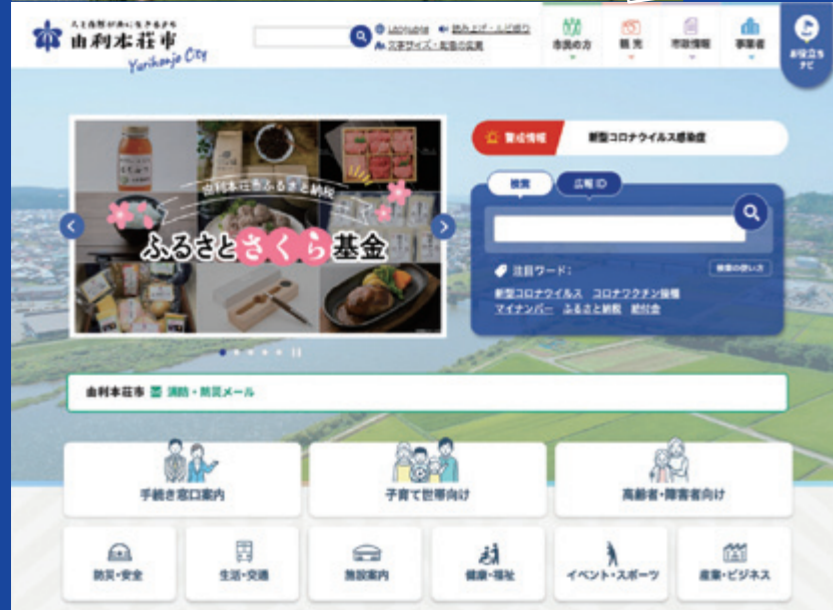 人と自然が共に生きるまち
由利本荘市
Yurihonjo City
Language 読み上げ・ルビ振り
文字サイズ・配色の変更
市民の方
観光
市政情報
事業者
お役立ち
ナビ
警戒情報 新型コロナウイルス感染症
検索 広報ID
由利本荘市ふるさと納税
ふるさとさくら基金
注目ワード：
検索の使い方
新型コロナウイルス コロナワクチン接種
マイナンバー ふるさと納税 給付金
由利本荘市 消防・防災メール
手続き窓口案内
子育て世帯向け
高齢者・障害者向け
防災・安全
生活・交通
施設案内
健康・福祉
イベント・スポーツ
産業・ビジネス